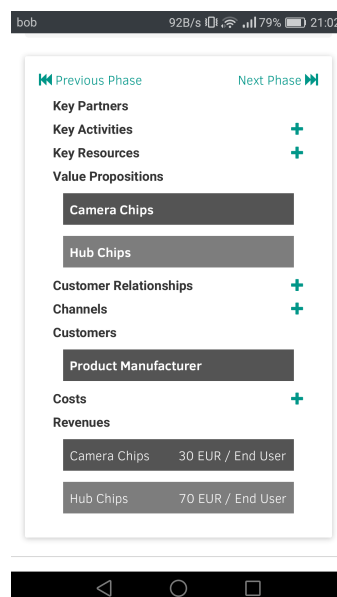 bob 92B/s 79% 21:02
Previous Phase Next Phase
Key Partners
Key Activities
Key Resources
Value Propositions
Camera Chips
Hub Chips
Customer Relationships
Channels
Customers
Product Manufacturer
Costs
Revenues
Camera Chips 30 EUR / End User
Hub Chips 70 EUR / End User